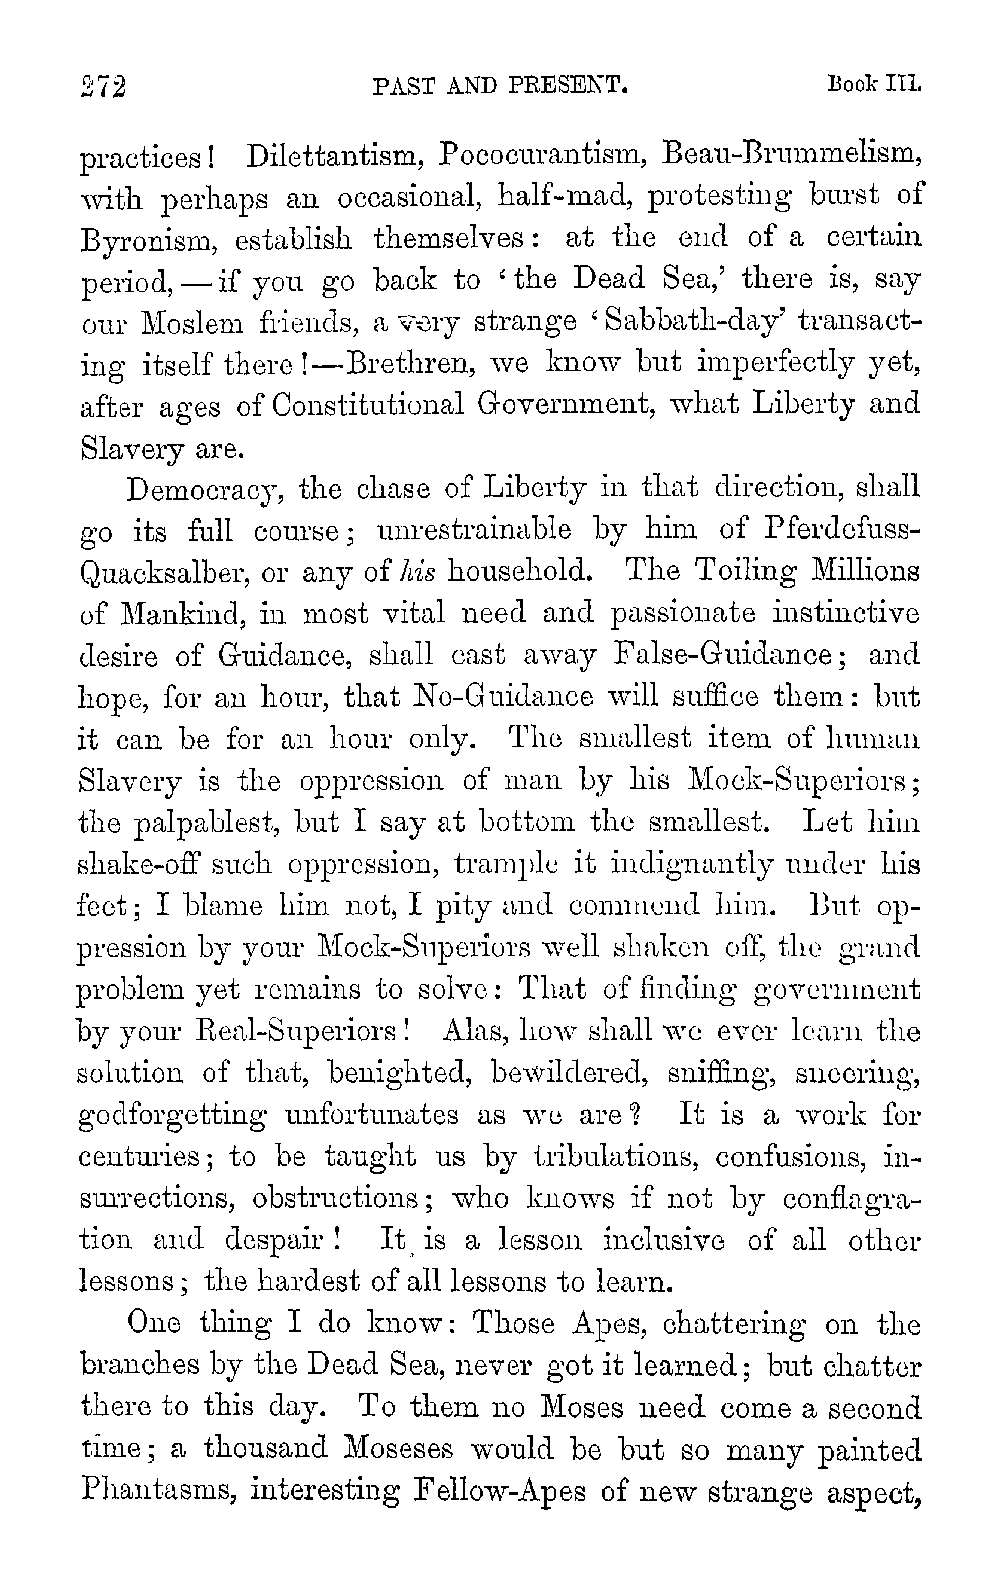 272 PAST AND PRESENT. Book III.
practices! Dilettantism, Pococurantism, Beau-Brummelism,
with perhaps an occasional, half-mad, protesting burst of
Byronism, establish themselves: at the end of a certain
period, — if you go back to ‘the Dead Sea,’ there is, say
our Moslem friends, a very strange ‘Sabbath-day’ transact-
ing itself there!—Brethren, we know but imperfectly yet,
after ages of Constitutional Government, what Liberty and
Slavery are.
Democracy, the chase of Liberty in that direction, shall
go its full course; unrestrainable by him of Pferdefuss-
Quacksalber, or any of his household. The Toiling Millions
of Mankind, in most vital need and passionate instinctive
desire of Guidance, shall cast away False-Guidance; and
hope, for an hour, that No-Guidance will suffice them: but
it can be for an hour only. The smallest item of human
Slavery is the oppression of man by his Mock-Superiors;
the palpablest, but I say at bottom the smallest. Let him
shake-off such oppression, trample it indignantly under his
feet; I blame him not, I pity and commend him. But op-
pression by your Mock-Superiors well shaken off, the grand
problem yet remains to solve: That of finding government
by your Real-Superiors! Alas, how shall we ever learn the
solution of that, benighted, bewildered, sniffing, sneering,
godforgetting unfortunates as we are? It is a work for
centuries; to be taught us by tribulations, confusions, in-
surrections, obstructions; who knows if not by conflagra-
tion and despair! It is a lesson inclusive of all other
lessons; the hardest of all lessons to learn.
One thing I do know: Those Apes, chattering on the
branches by the Dead Sea, never got it learned; but chatter
there to this day. To them no Moses need come a second
time; a thousand Moseses would be but so many painted
Phantasms, interesting Fellow-Apes of new strange aspect,